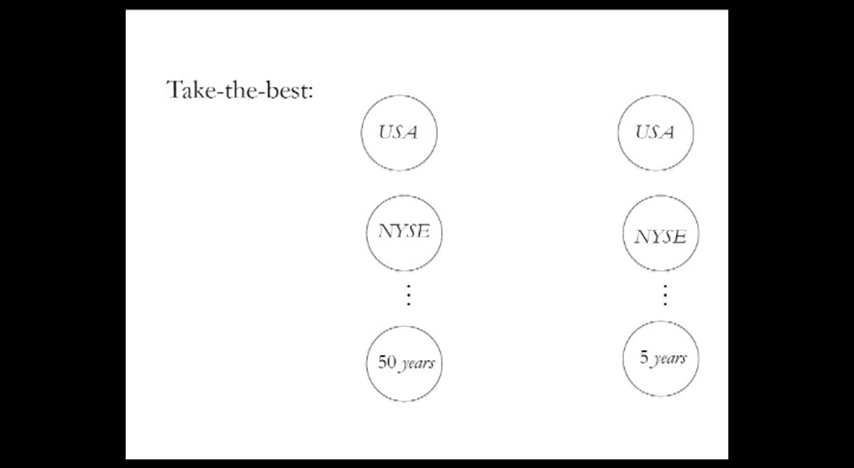 Take-the-best:
USA USA
NYSE NYSE
⋮ ⋮
50 years 5 years